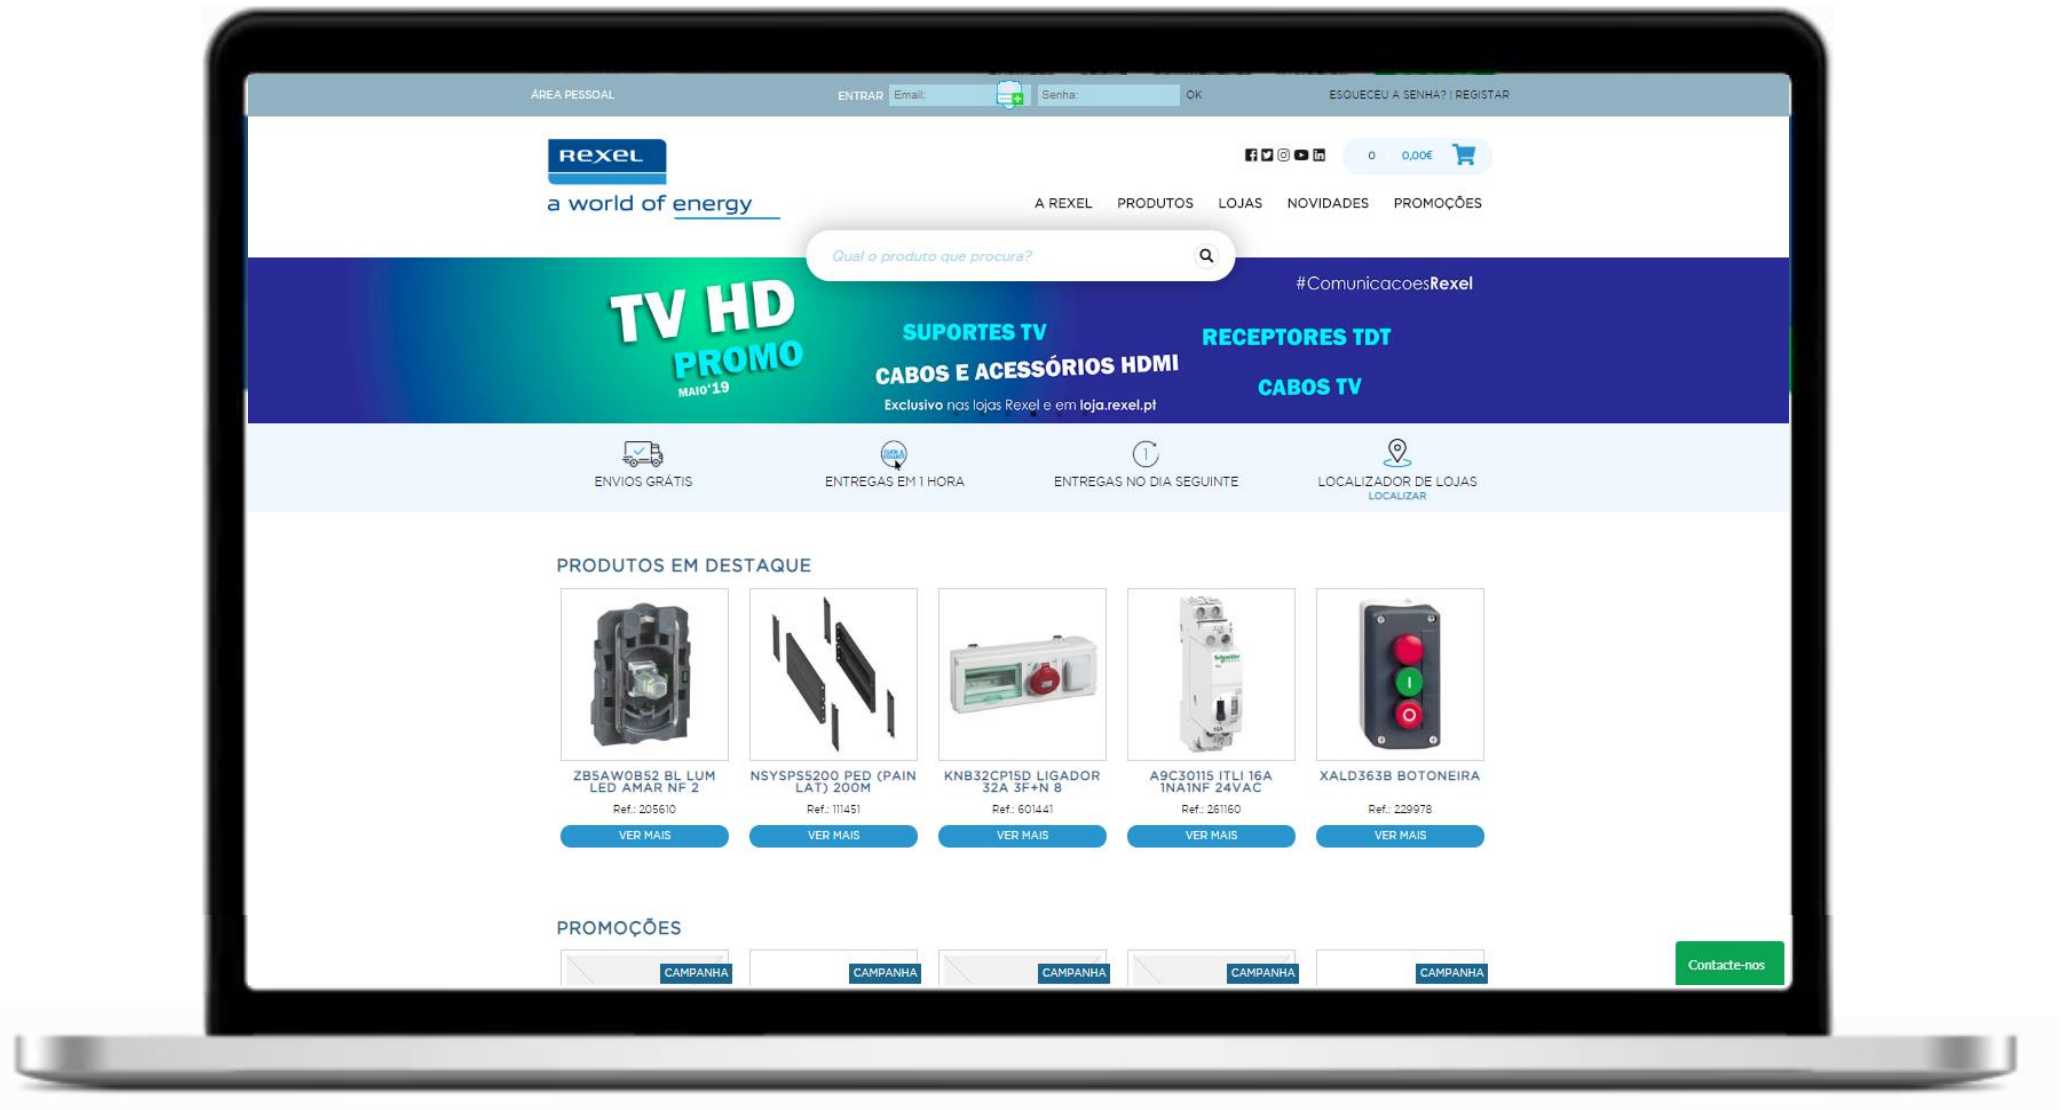 ÁREA PESSOAL
ENTRAR Email: Senha: OK
ESQUECEU A SENHA? | REGISTAR
REXEL
a world of energy
0 0,00€
A REXEL PRODUTOS LOJAS NOVIDADES PROMOÇÕES
Qual o produto que procura?
#ComunicacoesRexel
TV HD
PROMO
MAIO'19
SUPORTES TV
CABOS E ACESSÓRIOS HDMI
RECEPTORES TDT
CABOS TV
Exclusivo nas lojas Rexel e em loja.rexel.pt
ENVIOS GRÁTIS
CLICK & COLLECT
ENTREGAS EM 1 HORA
1
ENTREGAS NO DIA SEGUINTE
LOCALIZADOR DE LOJAS
LOCALIZAR
PRODUTOS EM DESTAQUE
Schneider
ZB5AW0B52 BL LUM
LED AMAR NF 2
Ref.: 205610
VER MAIS
NSYSPS5200 PED (PAIN
LAT) 200M
Ref.: 111451
VER MAIS
KNB32CP15D LIGADOR
32A 3F+N 8
Ref.: 601441
VER MAIS
A9C30115 ITLI 16A
1NA1NF 24VAC
Ref.: 261160
VER MAIS
XALD363B BOTONEIRA
Ref.: 229978
VER MAIS
PROMOÇÕES
CAMPANHA CAMPANHA CAMPANHA CAMPANHA CAMPANHA
Contacte-nos